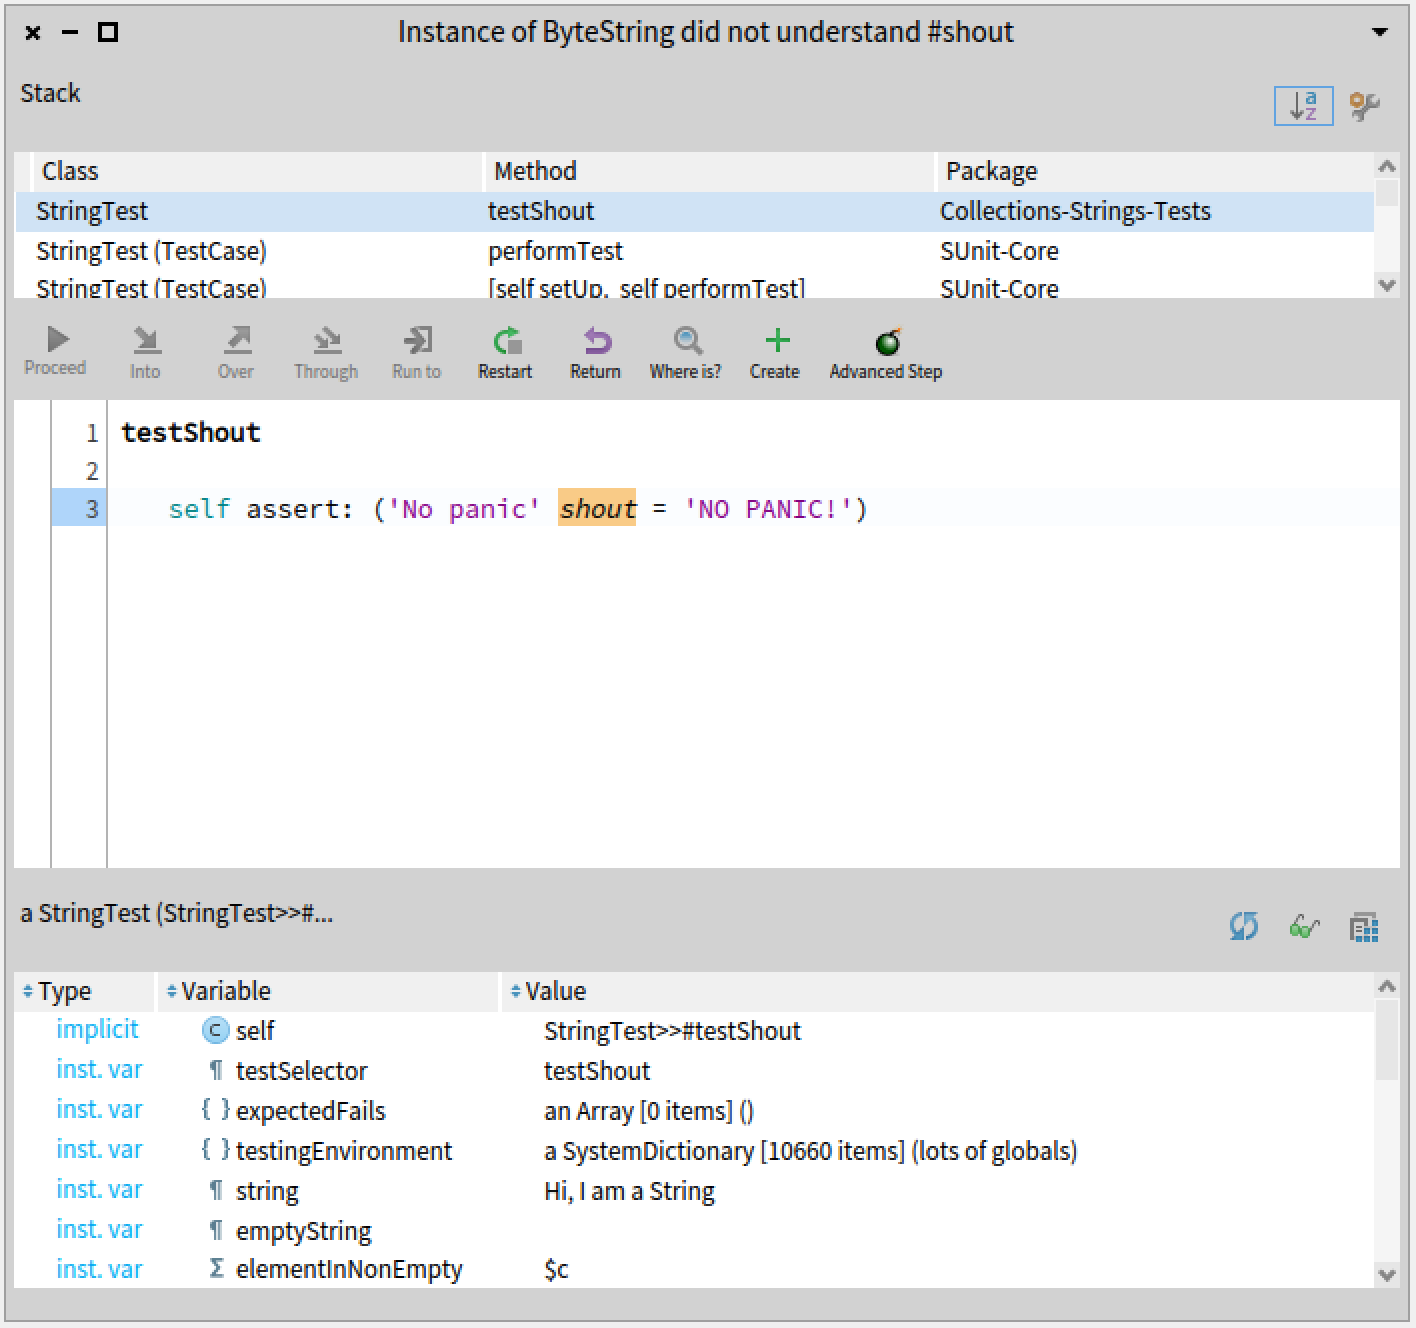 Instance of ByteString did not understand #shout
Stack
Class Method Package
StringTest testShout Collections-Strings-Tests
StringTest (TestCase) performTest SUnit-Core
StringTest (TestCase) [self setUp. self performTest] SUnit-Core
Proceed Into Over Through Run to Restart Return Where is? Create Advanced Step
1 testShout
2
3 self assert: ('No panic' shout = 'NO PANIC!')
a StringTest (StringTest>>#...
Type Variable Value
implicit C self StringTest>>#testShout
inst. var ¶ testSelector testShout
inst. var { } expectedFails an Array [0 items] ()
inst. var { } testingEnvironment a SystemDictionary [10660 items] (lots of globals)
inst. var ¶ string Hi, I am a String
inst. var ¶ emptyString
inst. var Σ elementInNonEmpty $c